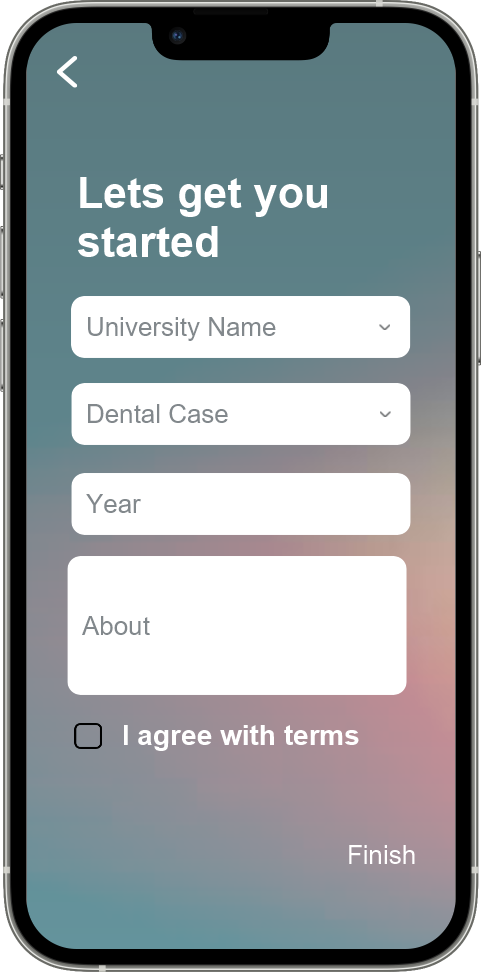 Lets get you
started
University Name
Dental Case
Year
About
I agree with terms
Finish